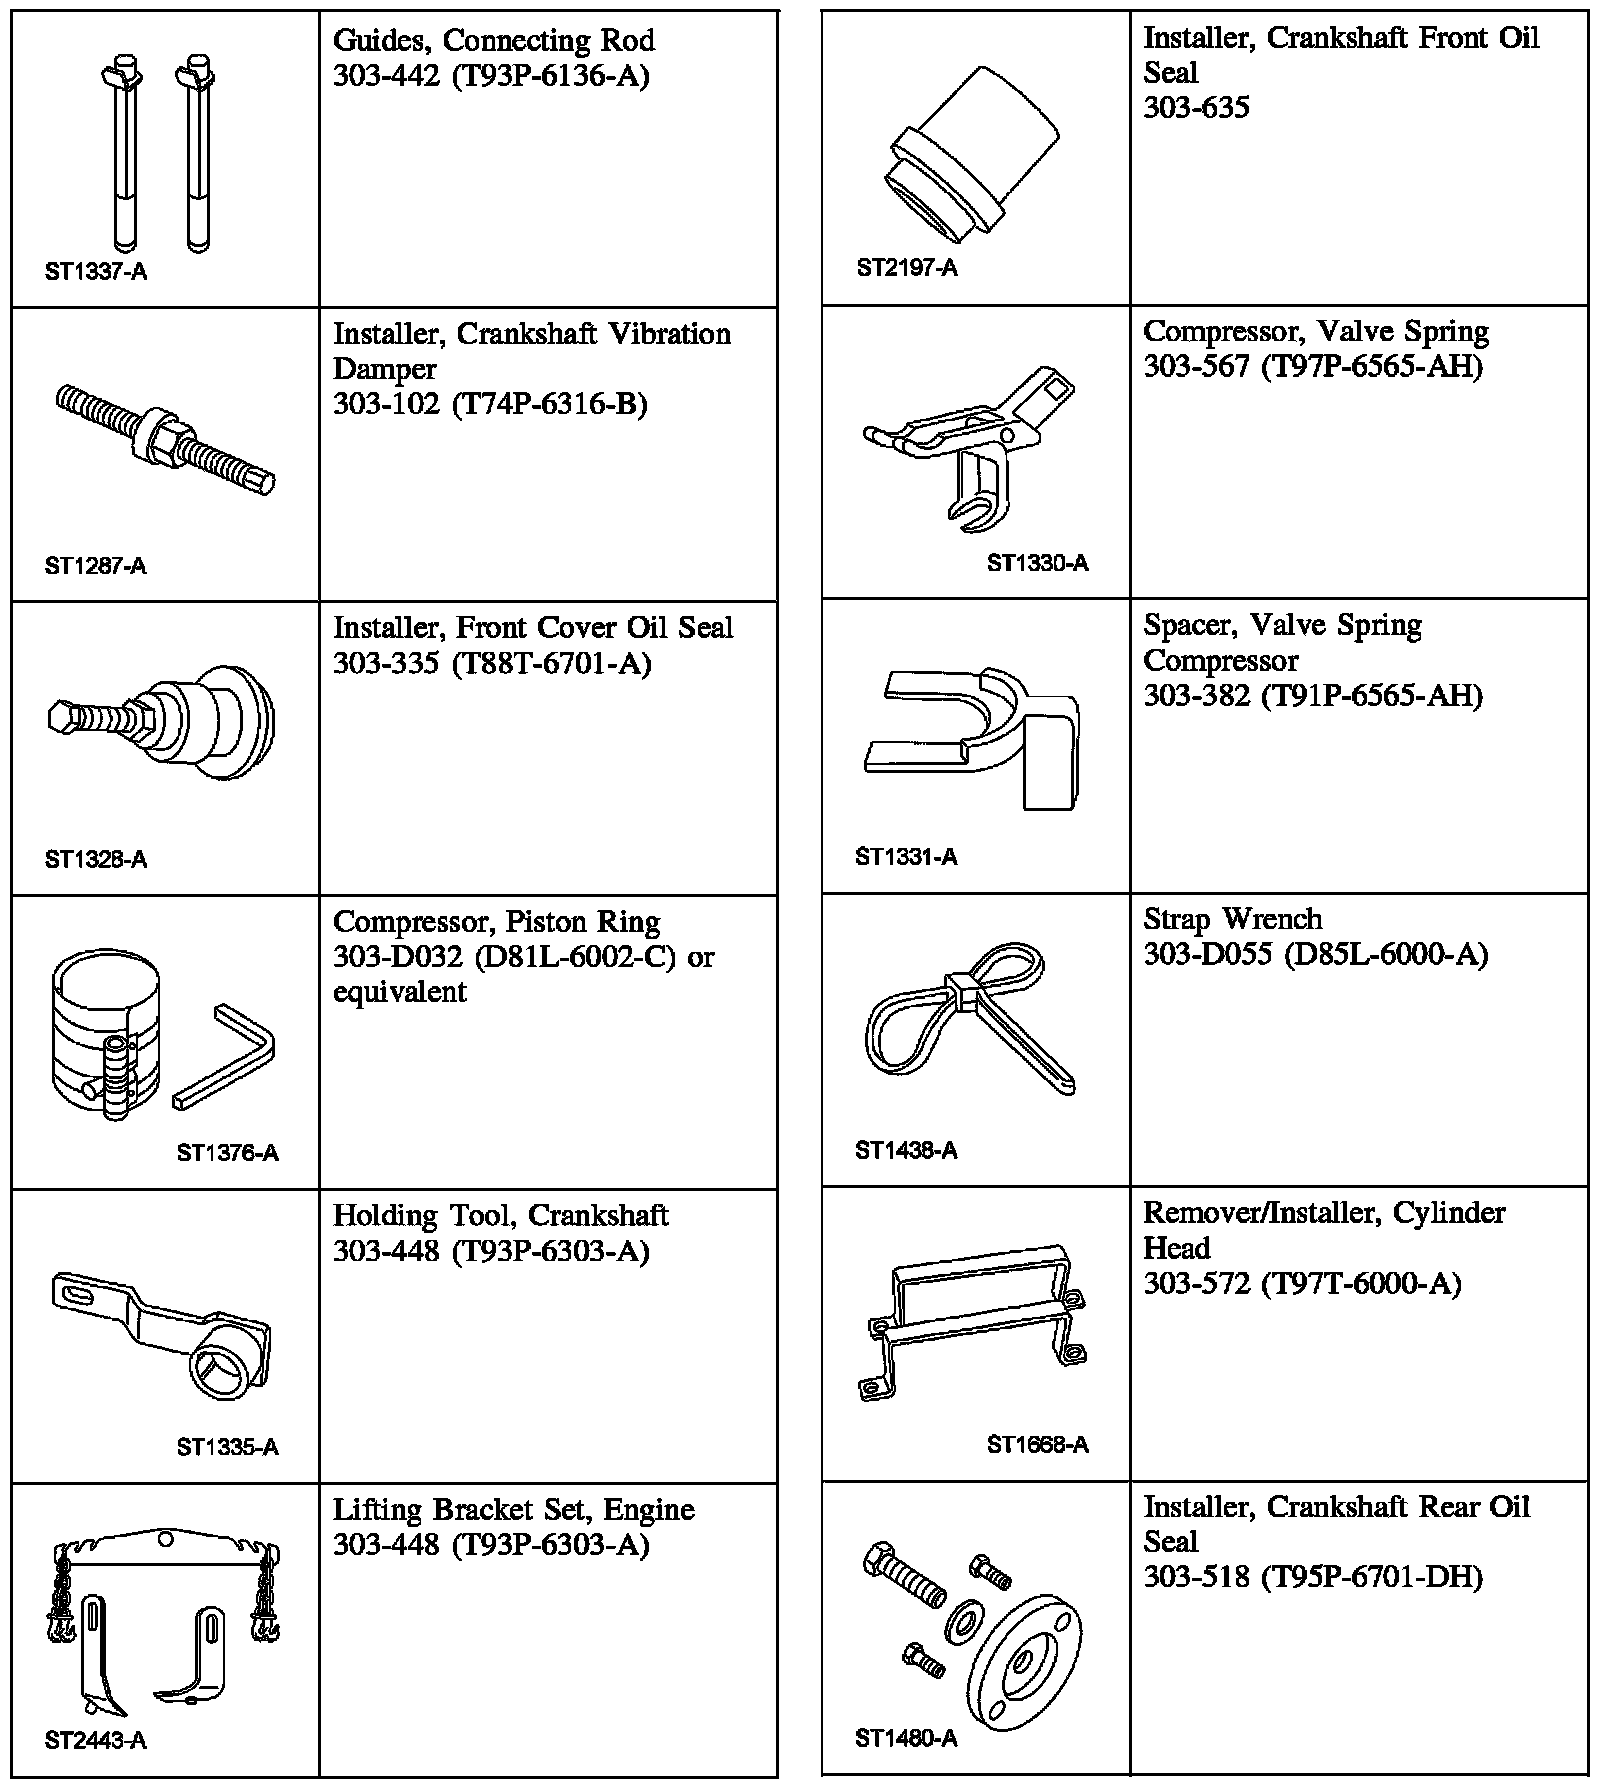 Guides, Connecting Rod
303-442 (T93P-6136-A)
ST1337-A
Installer, Crankshaft Vibration
Damper
303-102 (T74P-6316-B)
ST1287-A
Installer, Front Cover Oil Seal
303-335 (T88T-6701-A)
ST1328-A
Compressor, Piston Ring
303-D032 (D81L-6002-C) or
equivalent
ST1376-A
Holding Tool, Crankshaft
303-448 (T93P-6303-A)
ST1335-A
Lifting Bracket Set, Engine
303-448 (T93P-6303-A)
ST2443-A
Installer, Crankshaft Front Oil
Seal
303-635
ST2197-A
Compressor, Valve Spring
303-567 (T97P-6565-AH)
ST1330-A
Spacer, Valve Spring
Compressor
303-382 (T91P-6565-AH)
ST1331-A
Strap Wrench
303-D055 (D85L-6000-A)
ST1438-A
Remover/Installer, Cylinder
Head
303-572 (T97T-6000-A)
ST1668-A
Installer, Crankshaft Rear Oil
Seal
303-518 (T95P-6701-DH)
ST1480-A